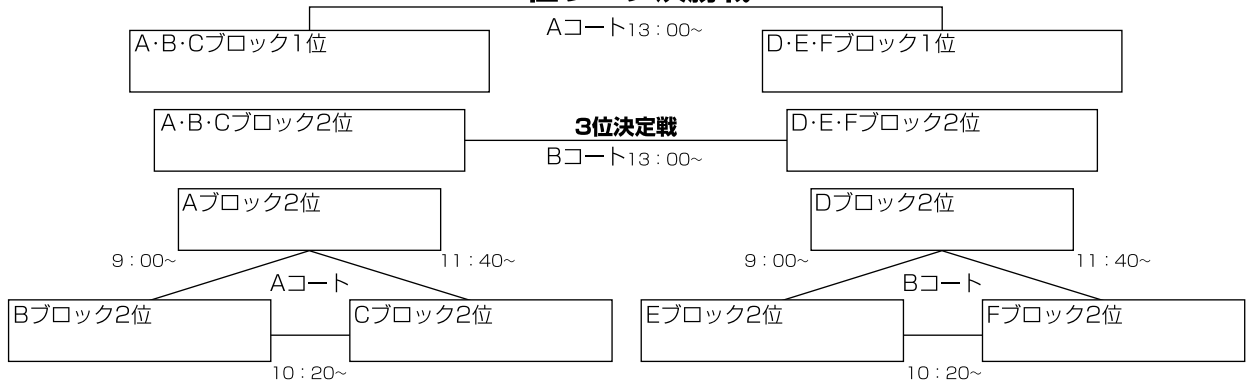 Aコート13：00~
A･B･Cブロック1位
D･E･Fブロック1位
A･B･Cブロック2位
3位決定戦
D･E･Fブロック2位
Bコート13：00~
Aブロック2位
Dブロック2位
9：00~
11：40~
9：00~
11：40~
Aコート
Bコート
Bブロック2位
Cブロック2位
Eブロック2位
Fブロック2位
10：20~
10：20~